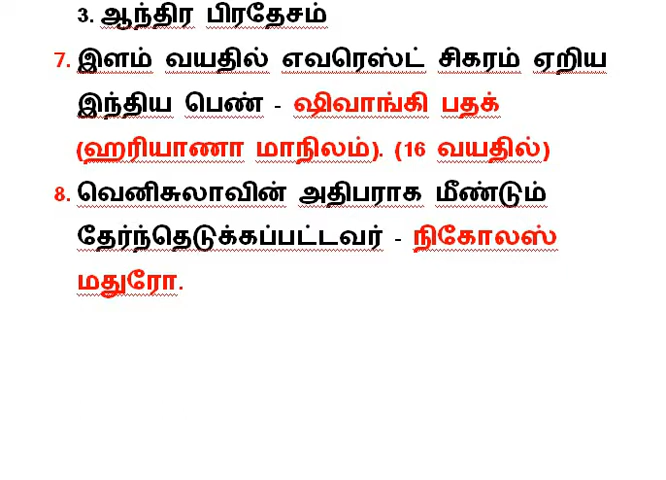 3. ஆந்திர பிரதேசம்
7. இளம் வயதில் எவரெஸ்ட் சிகரம் ஏறிய
இந்திய பெண் - ஷிவாங்கி பதக்
(ஹரியாணா மாநிலம்). (16 வயதில்)
8. வெனிசுலாவின் அதிபராக மீண்டும்
தேர்ந்தெடுக்கப்பட்டவர் - நிகோலஸ்
மதுரோ.